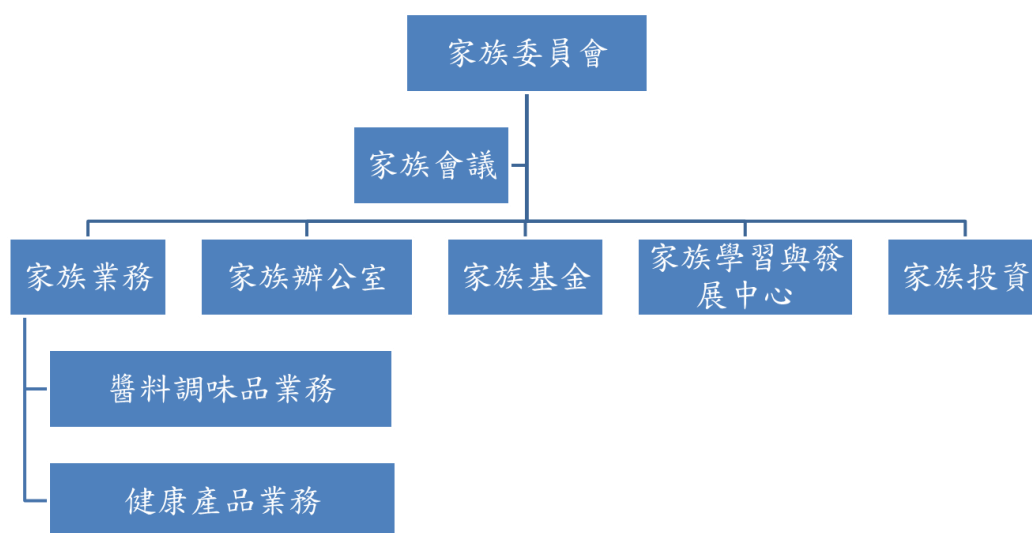 家族委員會
家族會議
家族業務
家族辦公室
家族基金
家族學習與發
展中心
家族投資
醬料調味品業務
健康產品業務